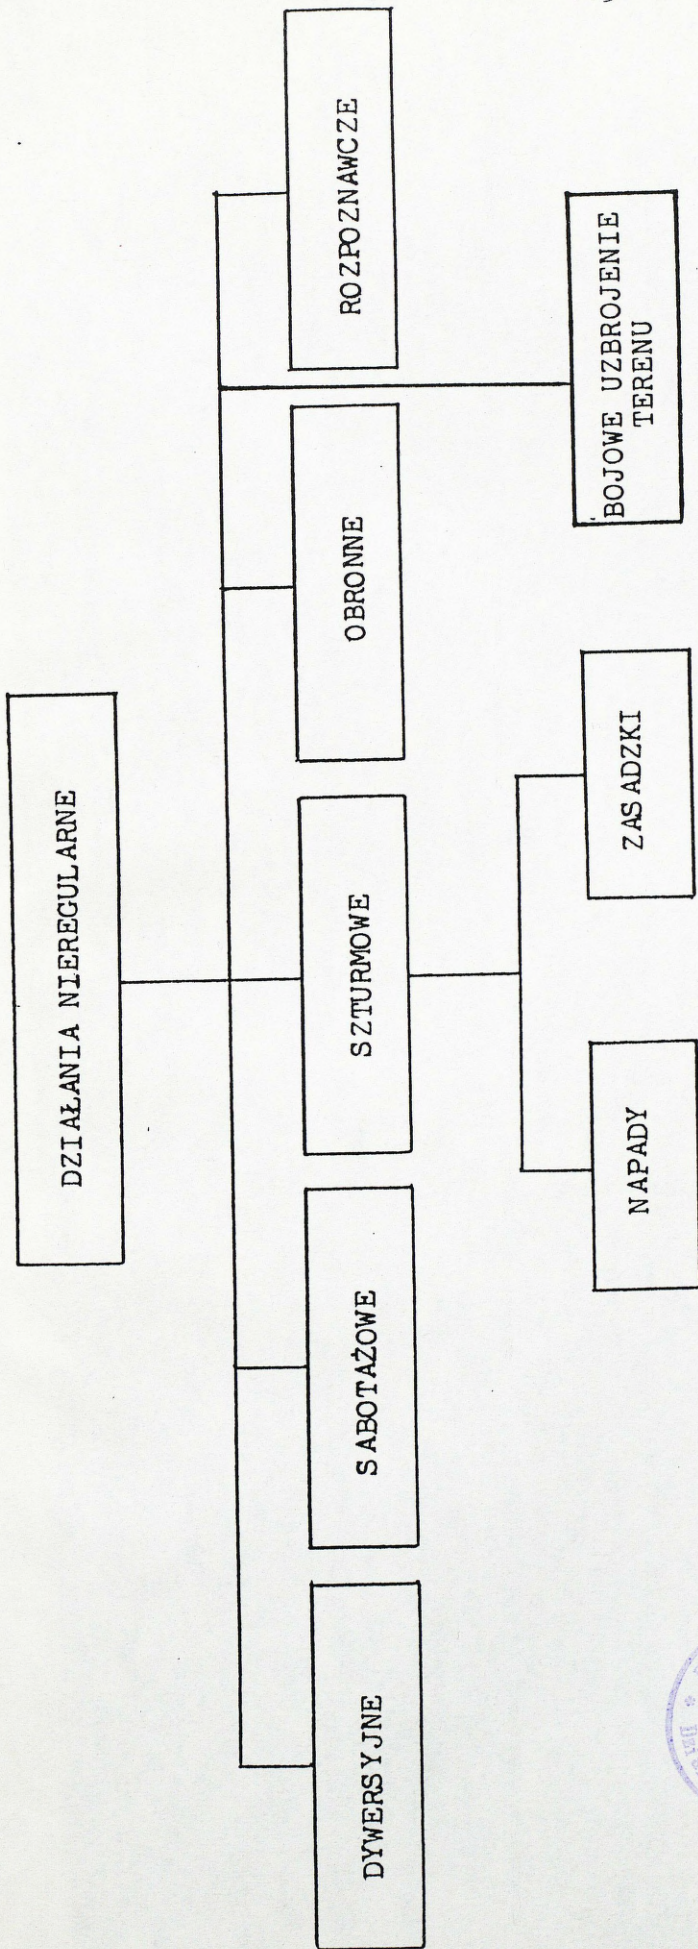 DZIAŁANIA NIEREGULARNE
DYWERSYJNE
SABOTAŻOWE
SZTURMOWE
OBRONNE
ROZPOZNAWCZE
NAPADY
ZASADZKI
BOJOWE UZBROJENIE
TERENU